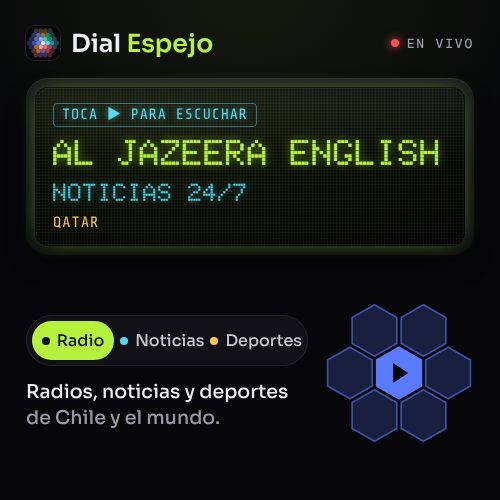 Dial Espejo
EN VIVO
TOCA ▶ PARA ESCUCHAR
AL JAZEERA ENGLISH
NOTICIAS 24/7
QATAR
Radio Noticias Deportes
Radios, noticias y deportes
de Chile y el mundo.